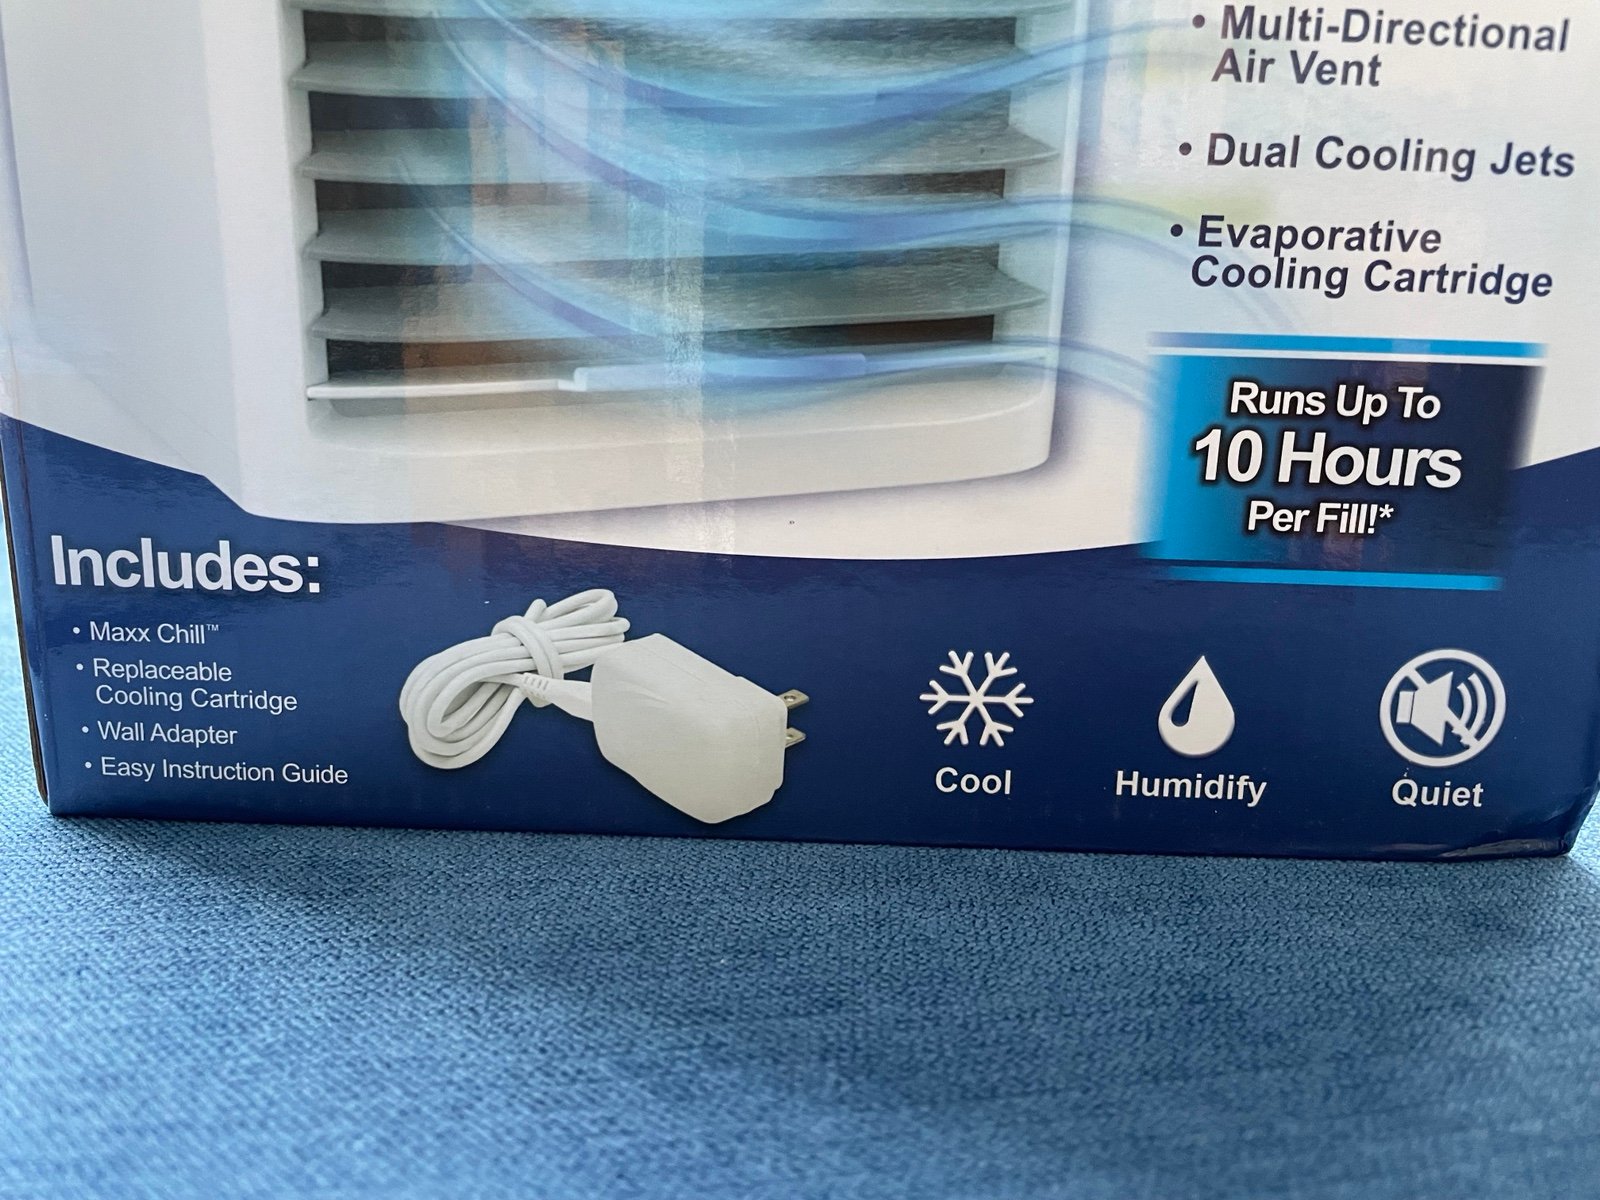 • Multi-Directional
Air Vent
• Dual Cooling Jets
• Evaporative
Cooling Cartridge
Runs Up To
10 Hours
Per Fill!*
Includes:
• Maxx Chill™
• Replaceable
Cooling Cartridge
• Wall Adapter
• Easy Instruction Guide
Cool
Humidify
Quiet